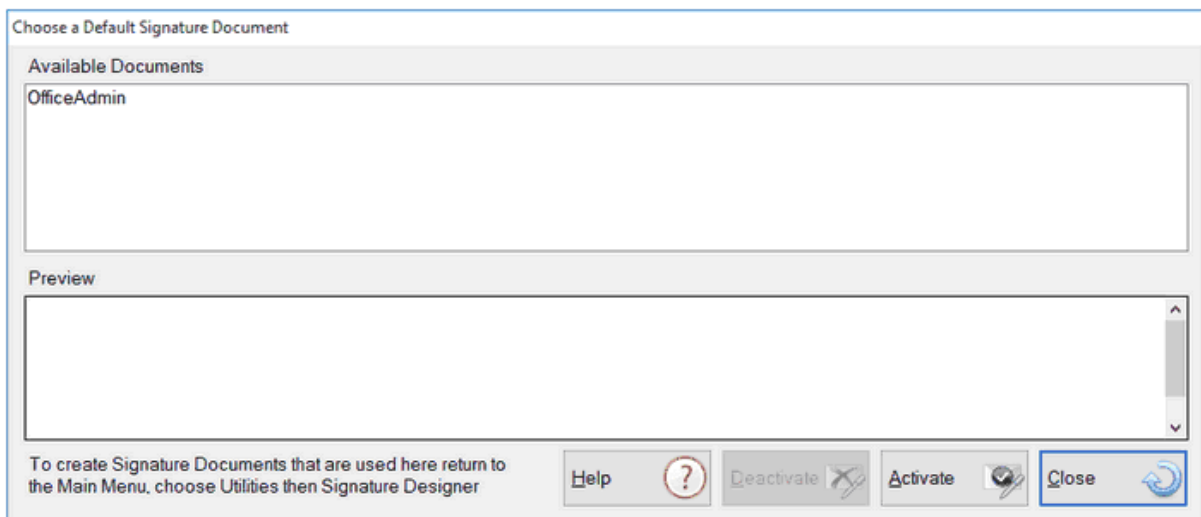 Choose a Default Signature Document
Available Documents
OfficeAdmin
Preview
To create Signature Documents that are used here return to
the Main Menu, choose Utilities then Signature Designer
Help
Deactivate
Activate
Close